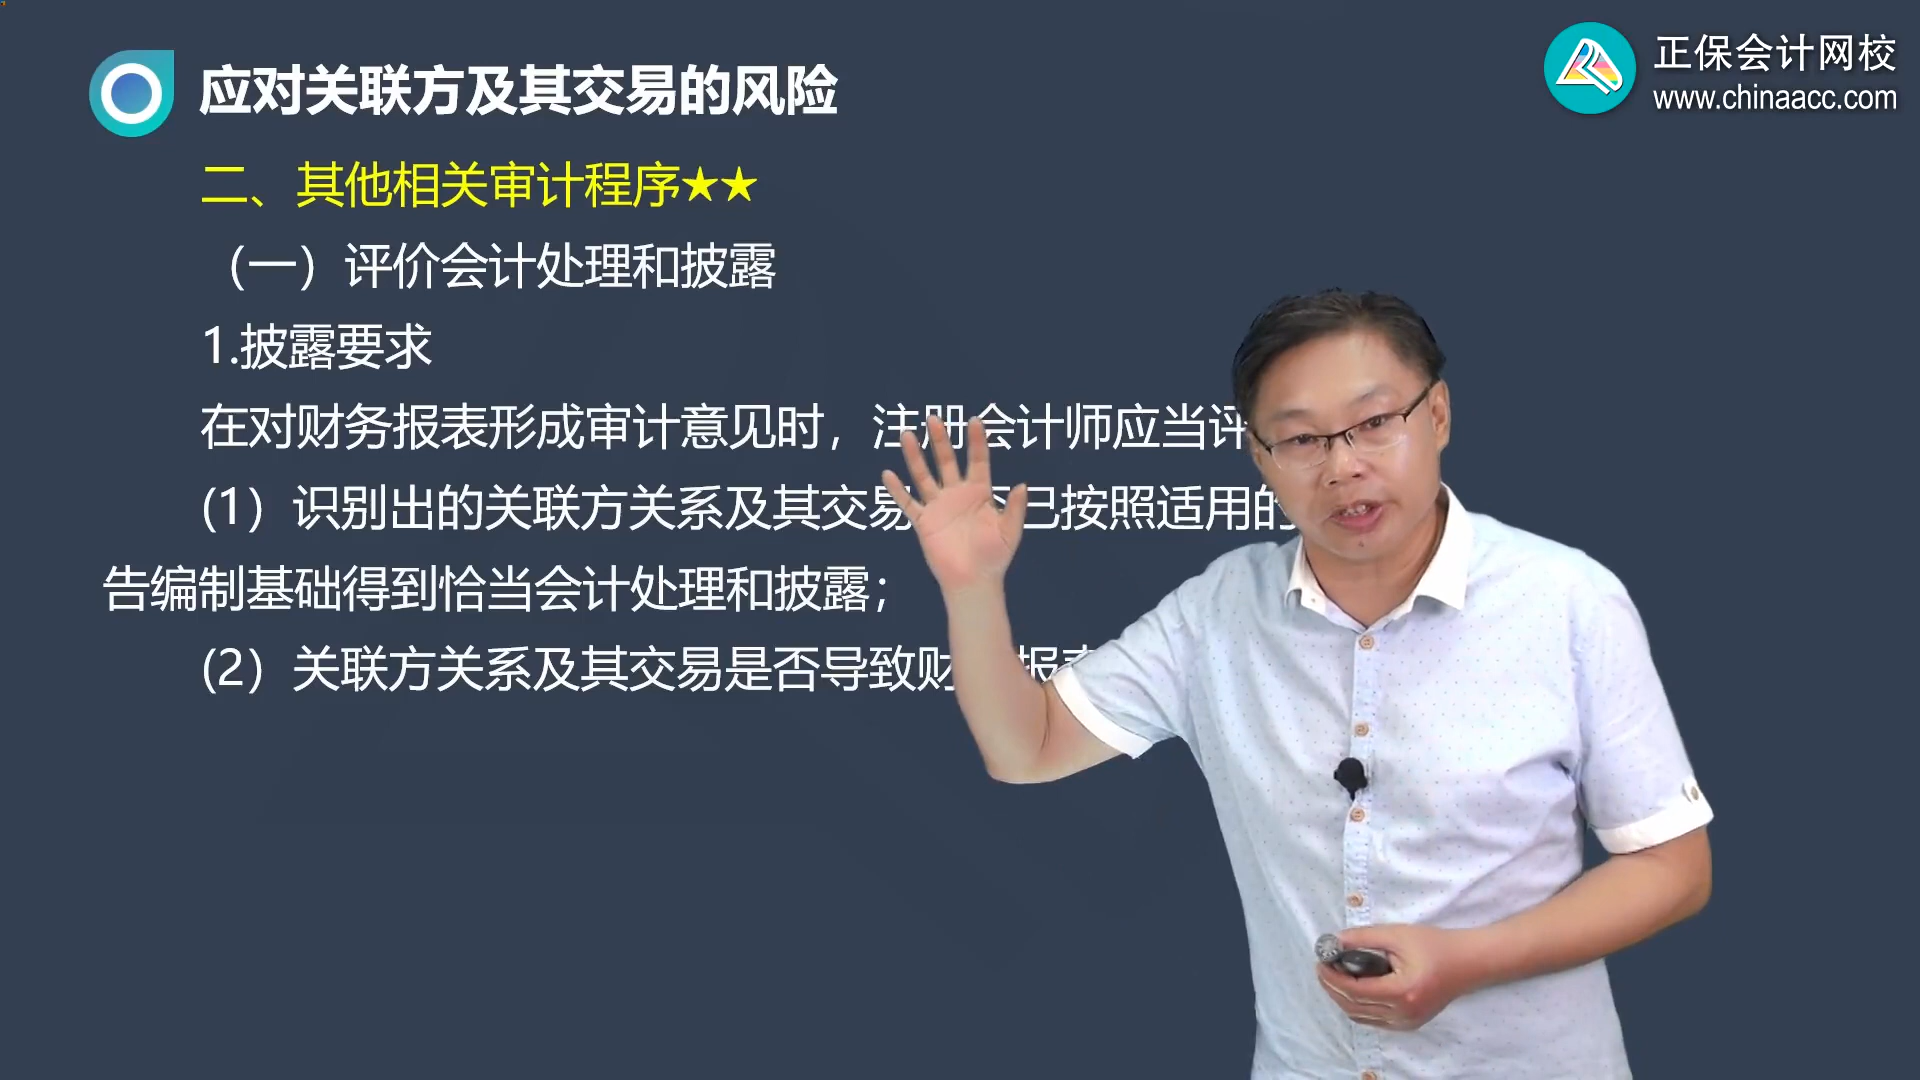 应对关联方及其交易的风险
正保会计网校
www.chinaacc.com
二、其他相关审计程序★★
（一）评价会计处理和披露
1.披露要求
在对财务报表形成审计意见时，注册会计师应当评
(1）识别出的关联方关系及其交易 已按照适用的
告编制基础得到恰当会计处理和披露；
(2）关联方关系及其交易是否导致财 报